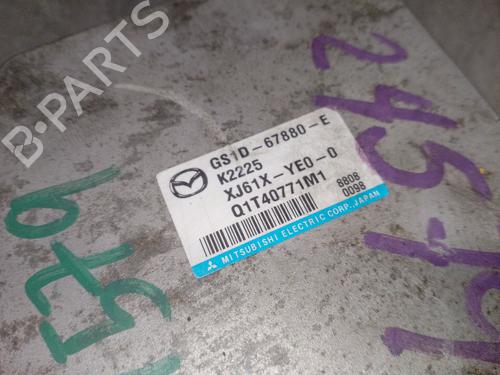 B-PARTS
GS1D-67880-E
K2225
XJ61X-YE0-0
Q1T40771M1
8808
0098
MITSUBISHI ELECTRIC CORP., JAPAN